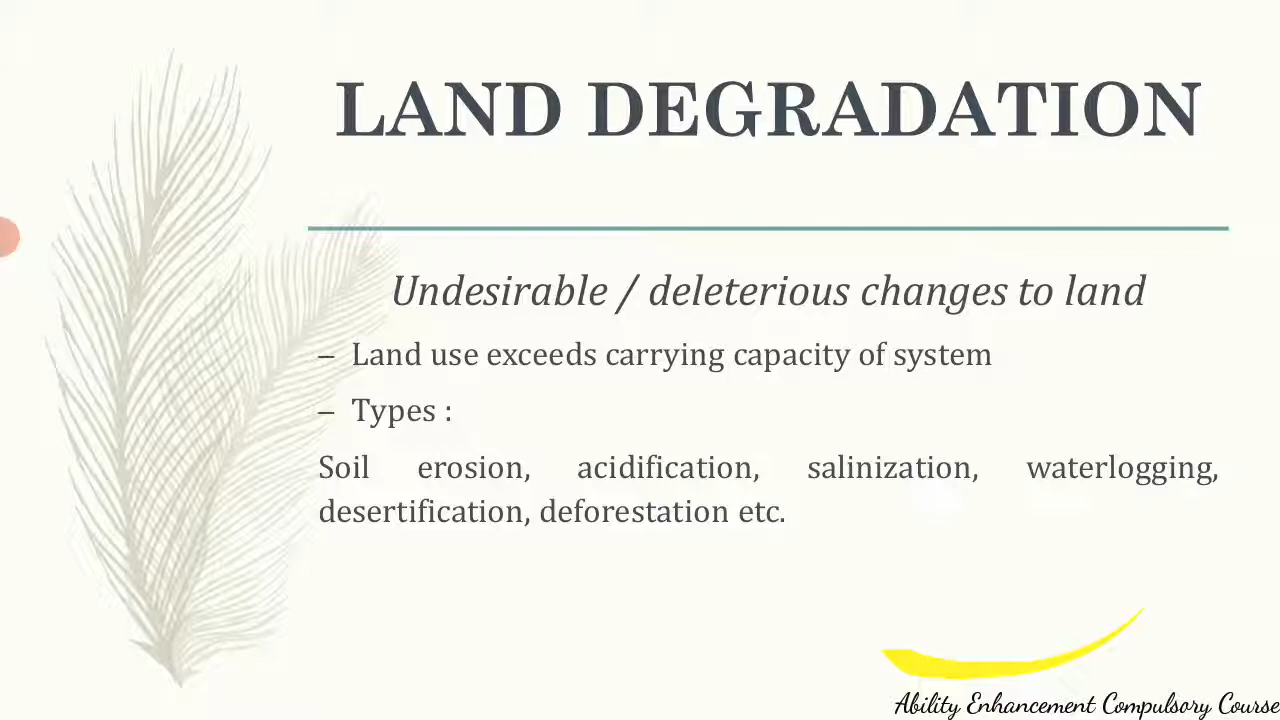 LAND DEGRADATION
Undesirable / deleterious changes to land
– Land use exceeds carrying capacity of system
– Types :
Soil erosion, acidification, salinization, waterlogging,
desertification, deforestation etc.
Ability Enhancement Compulsory Course